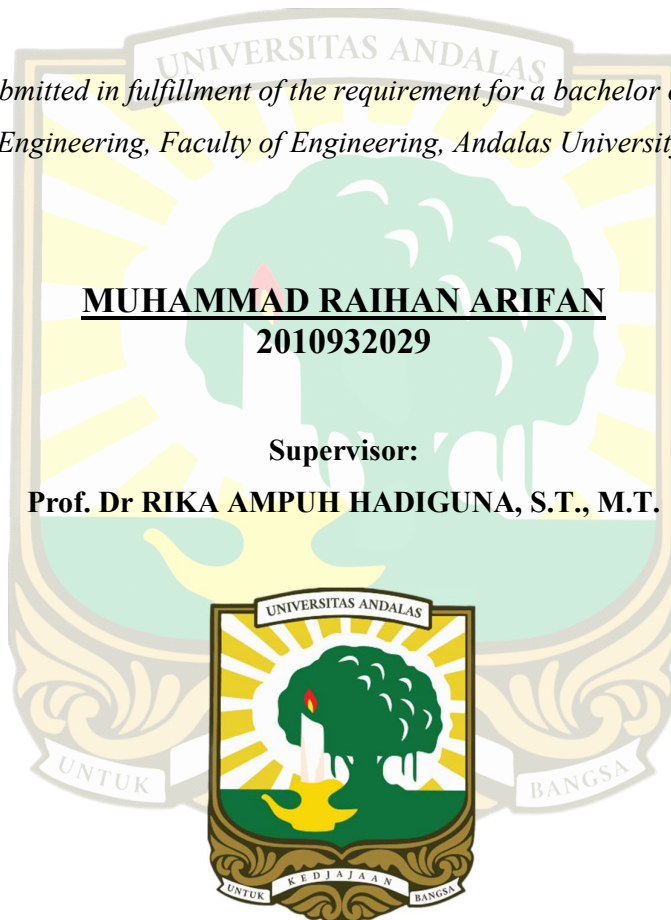 UNIVERSITAS ANDALAS
bmitted in fulfillment of the requirement for a bachelor
Engineering, Faculty of Engineering, Andalas University
MUHAMMAD RAIHAN ARIFAN
2010932029
Supervisor:
Prof. Dr RIKA AMPUH HADIGUNA, S.T., M.T.
UNIVERSITAS ANDALAS
UNTUK BANGSA
UNTUK KEDJAJAAN BANGSA